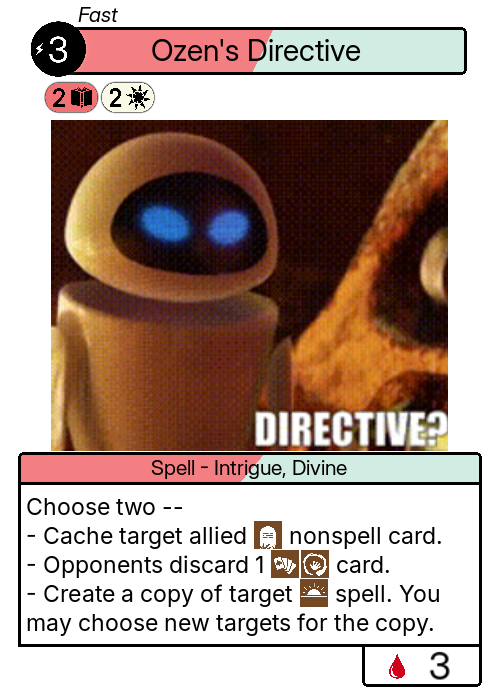 Fast
3 Ozen's Directive
2 2
DIRECTIVE?
Spell - Intrigue, Divine
Choose two --
- Cache target allied nonspell card.
- Opponents discard 1 card.
- Create a copy of target spell. You
may choose new targets for the copy.
3